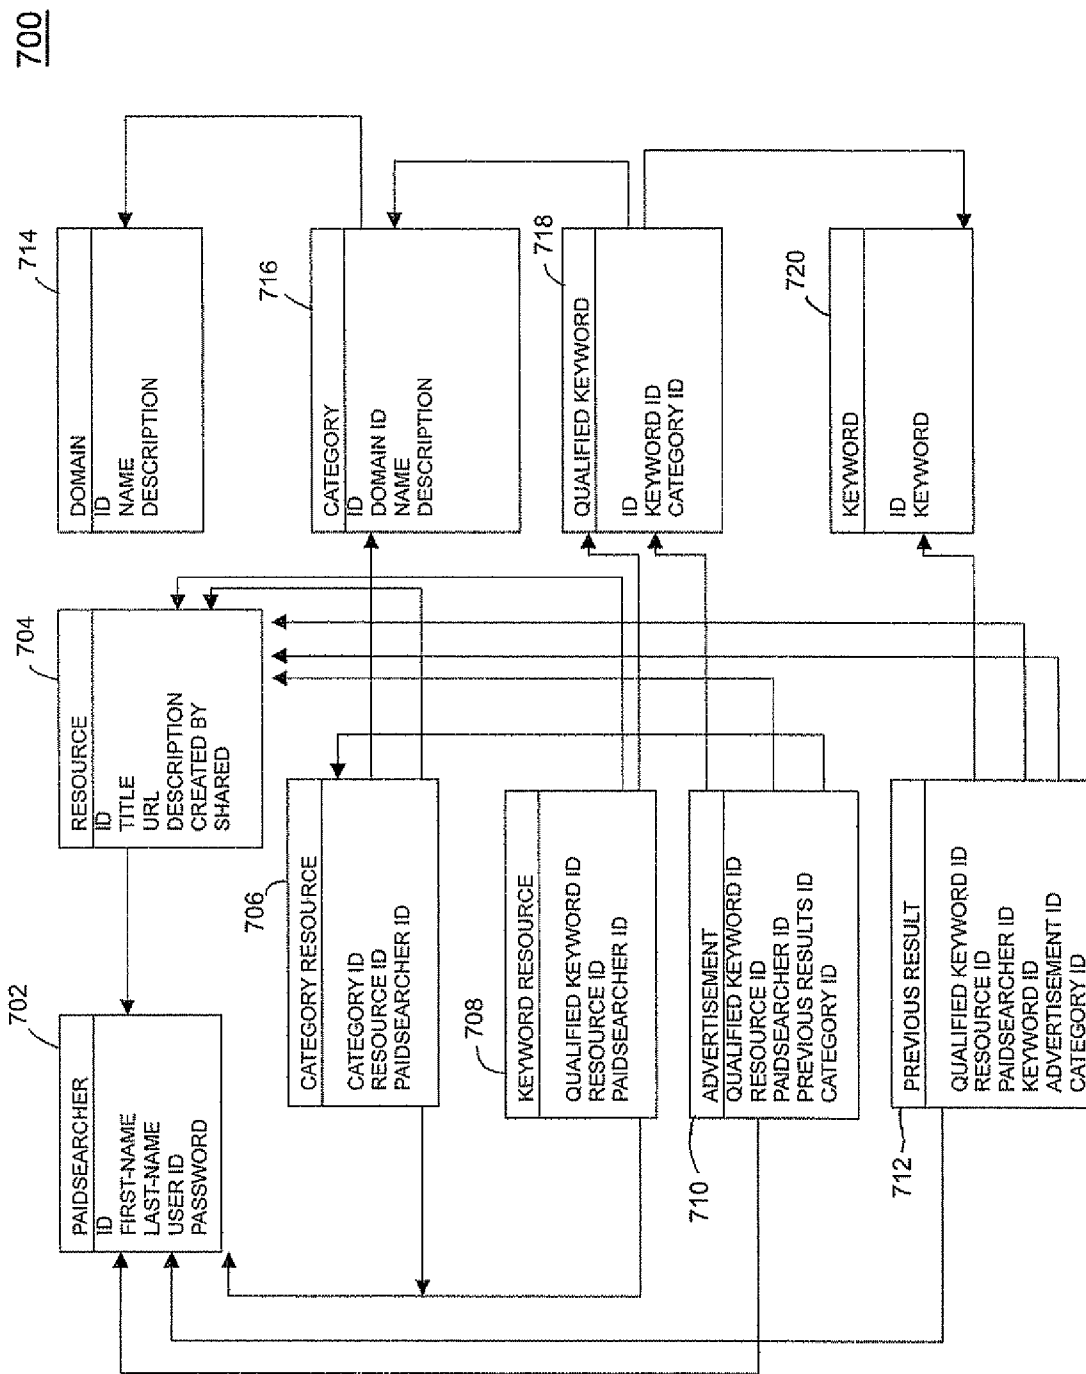 700
702
PAIDSEARCHER
ID
FIRST-NAME
LAST-NAME
USER ID
PASSWORD
704
RESOURCE
ID
TITLE
URL
DESCRIPTION
CREATED BY
SHARED
714
DOMAIN
ID
NAME
DESCRIPTION
706
CATEGORY RESOURCE
CATEGORY ID
RESOURCE ID
PAIDSEARCHER ID
716
CATEGORY
ID
DOMAIN ID
NAME
DESCRIPTION
708
KEYWORD RESOURCE
QUALIFIED KEYWORD ID
RESOURCE ID
PAIDSEARCHER ID
718
QUALIFIED KEYWORD
ID
KEYWORD ID
CATEGORY ID
710
ADVERTISEMENT
QUALIFIED KEYWORD ID
RESOURCE ID
PAIDSEARCHER ID
PREVIOUS RESULTS ID
CATEGORY ID
720
KEYWORD
ID
KEYWORD
712
PREVIOUS RESULT
QUALIFIED KEYWORD ID
RESOURCE ID
PAIDSEARCHER ID
KEYWORD ID
ADVERTISEMENT ID
CATEGORY ID